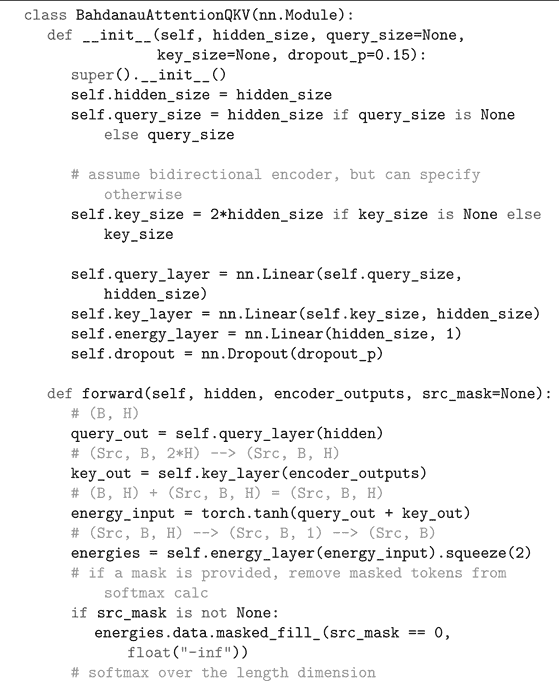 class BahdanauAttentionQKV(nn.Module):
    def __init__(self, hidden_size, query_size=None,
                 key_size=None, dropout_p=0.15):
        super().__init__()
        self.hidden_size = hidden_size
        self.query_size = hidden_size if query_size is None
            else query_size

        # assume bidirectional encoder, but can specify
            otherwise
        self.key_size = 2*hidden_size if key_size is None else
            key_size

        self.query_layer = nn.Linear(self.query_size,
            hidden_size)
        self.key_layer = nn.Linear(self.key_size, hidden_size)
        self.energy_layer = nn.Linear(hidden_size, 1)
        self.dropout = nn.Dropout(dropout_p)

    def forward(self, hidden, encoder_outputs, src_mask=None):
        # (B, H)
        query_out = self.query_layer(hidden)
        # (Src, B, 2*H) --> (Src, B, H)
        key_out = self.key_layer(encoder_outputs)
        # (B, H) + (Src, B, H) = (Src, B, H)
        energy_input = torch.tanh(query_out + key_out)
        # (Src, B, H) --> (Src, B, 1) --> (Src, B)
        energies = self.energy_layer(energy_input).squeeze(2)
        # if a mask is provided, remove masked tokens from
            softmax calc
        if src_mask is not None:
            energies.data.masked_fill_(src_mask == 0,
                float("-inf"))
        # softmax over the length dimension